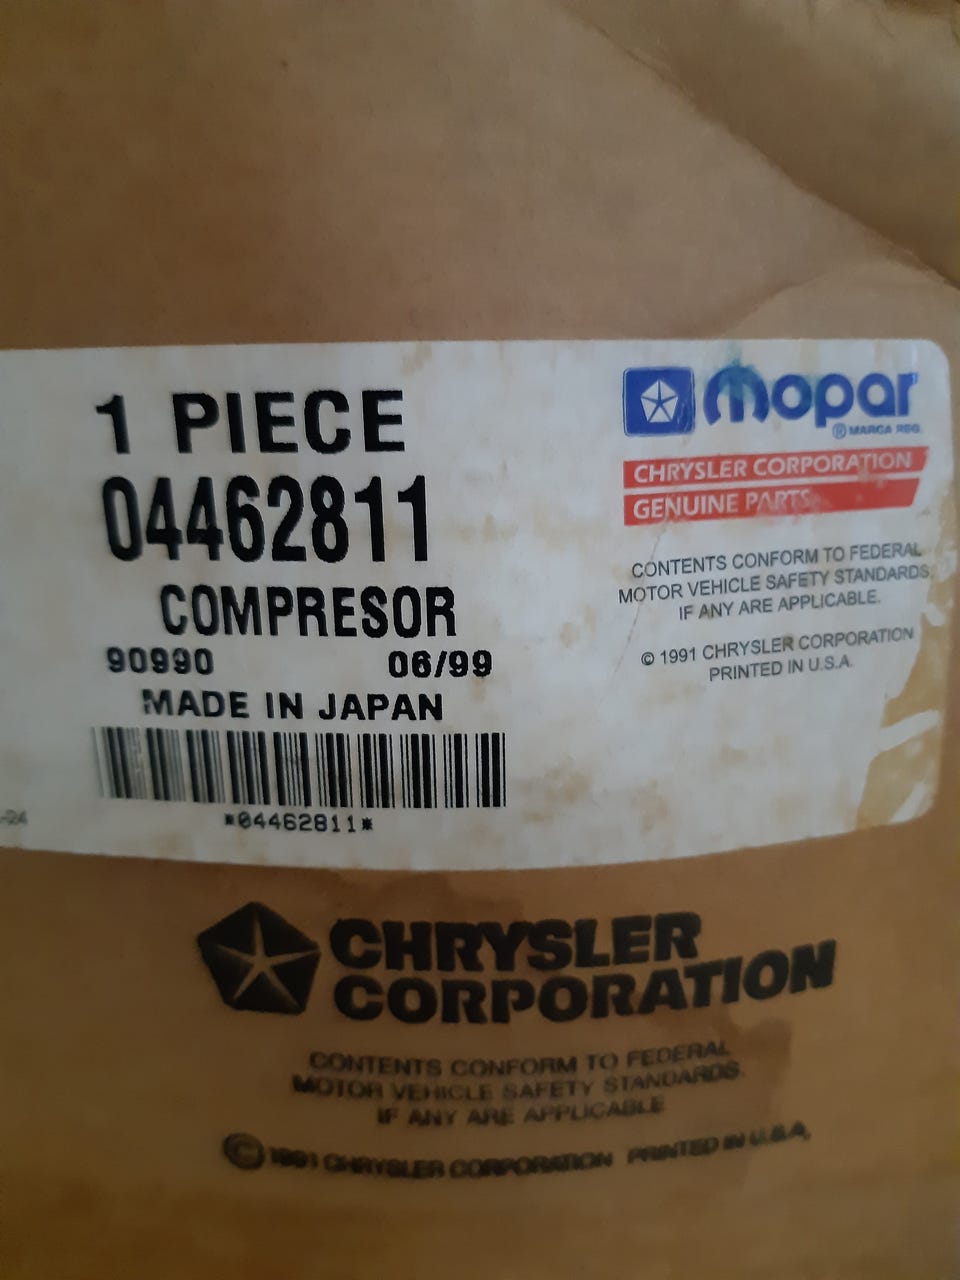 1 PIECE
04462811
COMPRESOR
90990 06/99
MADE IN JAPAN
*04462811*
-24
mopar
® MARCA REG.
CHRYSLER CORPORATION
GENUINE PARTS
CONTENTS CONFORM TO FEDERAL
MOTOR VEHICLE SAFETY STANDARDS,
IF ANY ARE APPLICABLE.
© 1991 CHRYSLER CORPORATION
PRINTED IN U.S.A.
CHRYSLER
CORPORATION
CONTENTS CONFORM TO FEDERAL
MOTOR VEHICLE SAFETY STANDARDS,
IF ANY ARE APPLICABLE
© 1991 CHRYSLER CORPORATION PRINTED IN U.S.A.